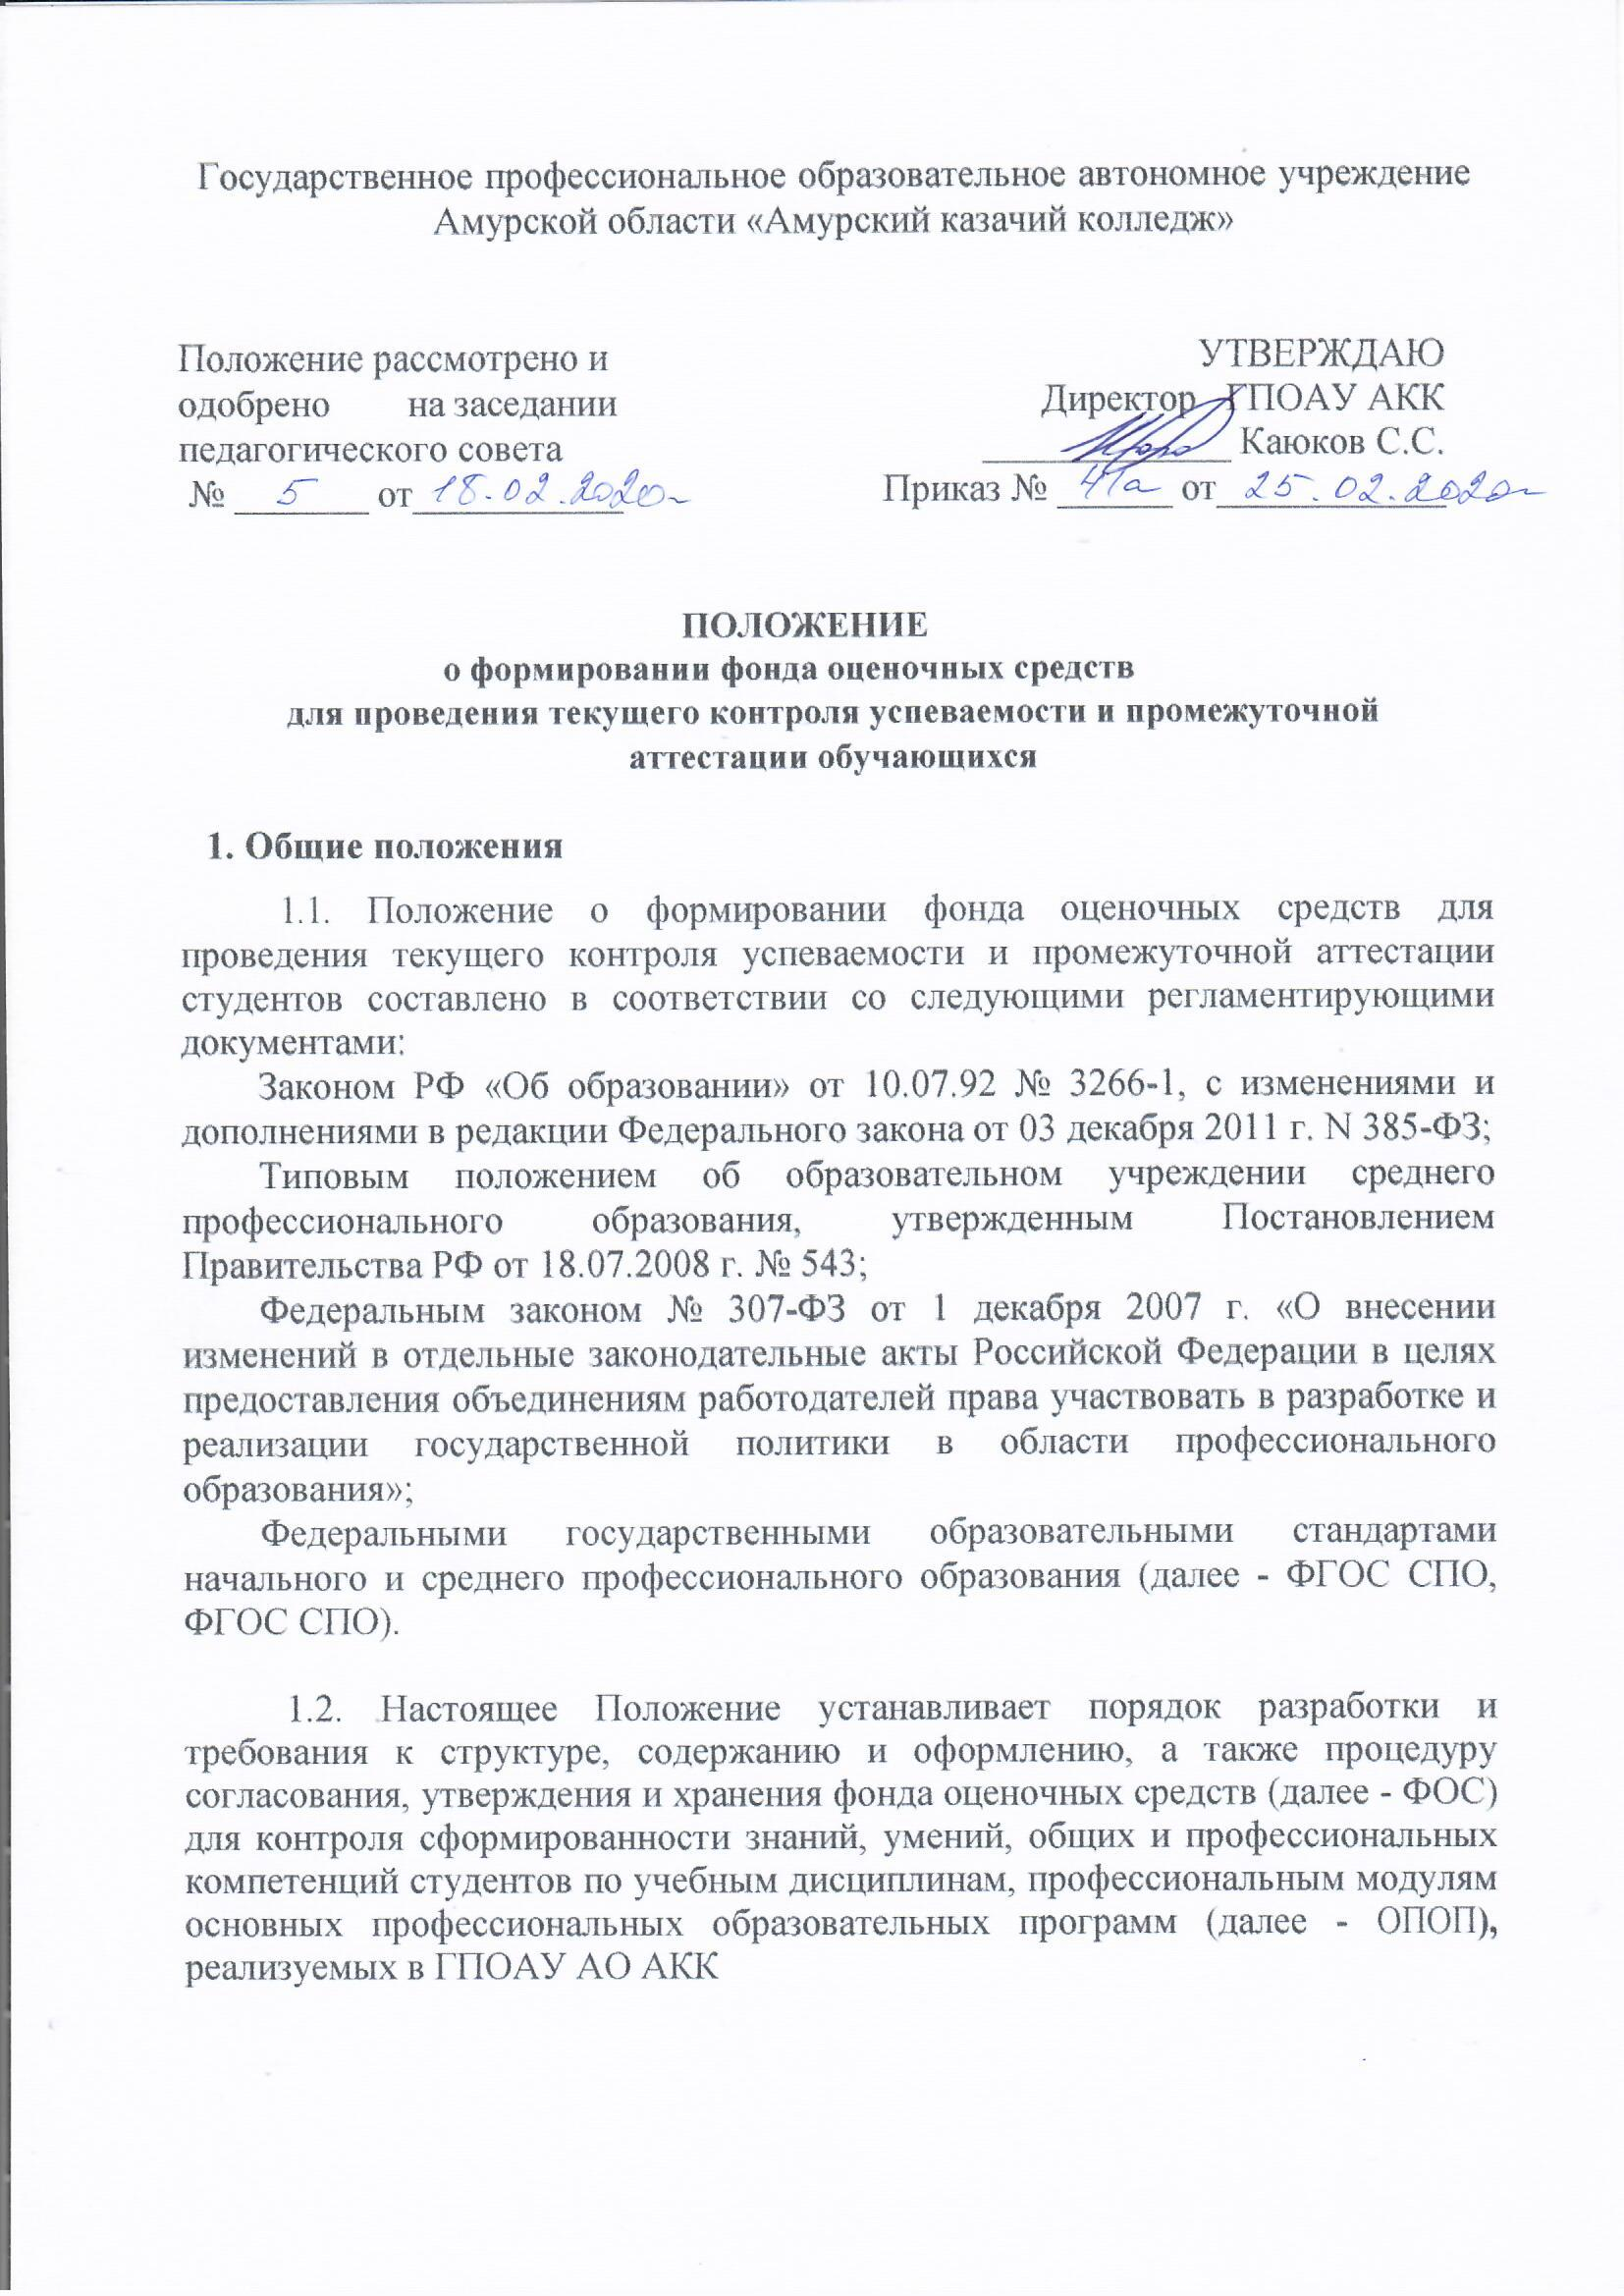 Государственное профессиональное образовательное автономное учреждение
Амурской области «Амурский казачий колледж»
Положение рассмотрено и
одобрено на заседании
педагогического совета
№ 5 от 18.02.2020г
УТВЕРЖДАЮ
Директор ГПОАУ АКК
Каюков С.С.
Приказ № 41а от 25.02.2020г
ПОЛОЖЕНИЕ
о формировании фонда оценочных средств
для проведения текущего контроля успеваемости и промежуточной
аттестации обучающихся
1. Общие положения
1.1. Положение о формировании фонда оценочных средств для
проведения текущего контроля успеваемости и промежуточной аттестации
студентов составлено в соответствии со следующими регламентирующими
документами:
Законом РФ «Об образовании» от 10.07.92 № 3266-1, с изменениями и
дополнениями в редакции Федерального закона от 03 декабря 2011 г. N 385-ФЗ;
Типовым положением об образовательном учреждении среднего
профессионального образования, утвержденным Постановлением
Правительства РФ от 18.07.2008 г. № 543;
Федеральным законом № 307-ФЗ от 1 декабря 2007 г. «О внесении
изменений в отдельные законодательные акты Российской Федерации в целях
предоставления объединениям работодателей права участвовать в разработке и
реализации государственной политики в области профессионального
образования»;
Федеральными государственными образовательными стандартами
начального и среднего профессионального образования (далее - ФГОС СПО,
ФГОС СПО).
1.2. Настоящее Положение устанавливает порядок разработки и
требования к структуре, содержанию и оформлению, а также процедуру
согласования, утверждения и хранения фонда оценочных средств (далее - ФОС)
для контроля сформированности знаний, умений, общих и профессиональных
компетенций студентов по учебным дисциплинам, профессиональным модулям
основных профессиональных образовательных программ (далее - ОПОП),
реализуемых в ГПОАУ АО АКК